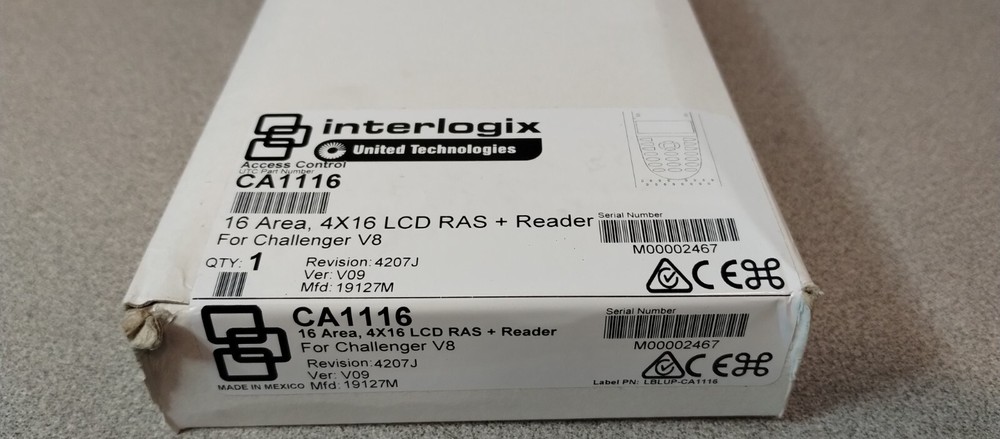 interlogix
United Technologies
Access Control
UTC Part Number
CA1116
16 Area, 4X16 LCD RAS + Reader
For Challenger V8
Serial Number
M00002467
QTY: 1
Revision: 4207J
Ver: V09
Mfd: 19127M
CE
CA1116
16 Area, 4X16 LCD RAS + Reader
For Challenger V8
Serial Number
M00002467
Revision: 4207J
Ver: V09
MADE IN MEXICO Mfd: 19127M
CE
Label PN: LBLUP-CA1116